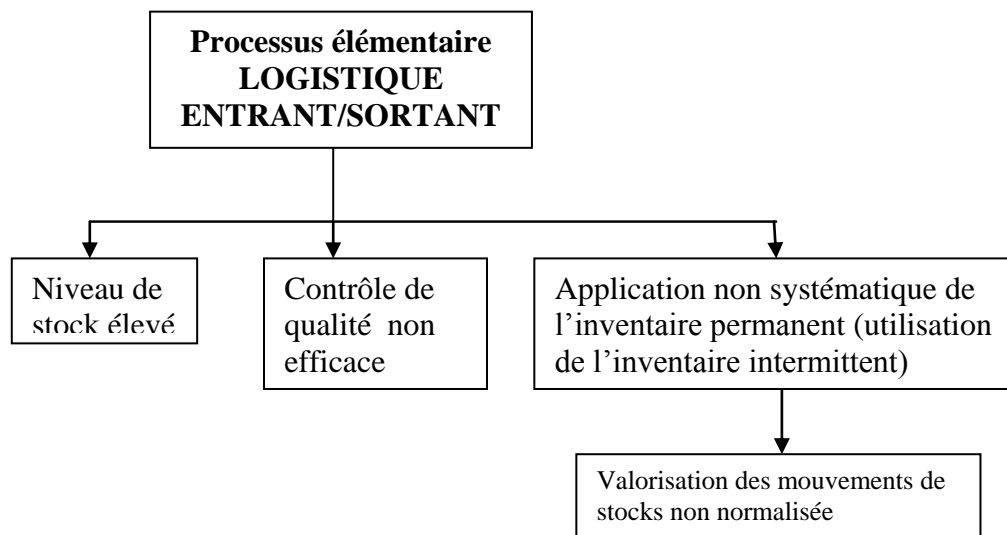 Processus élémentaire
LOGISTIQUE
ENTRANT/SORTANT
Niveau de
stock élevé
Contrôle de
qualité non
efficace
Application non systématique de
l’inventaire permanent (utilisation
de l’inventaire intermittent)
Valorisation des mouvements de
stocks non normalisée